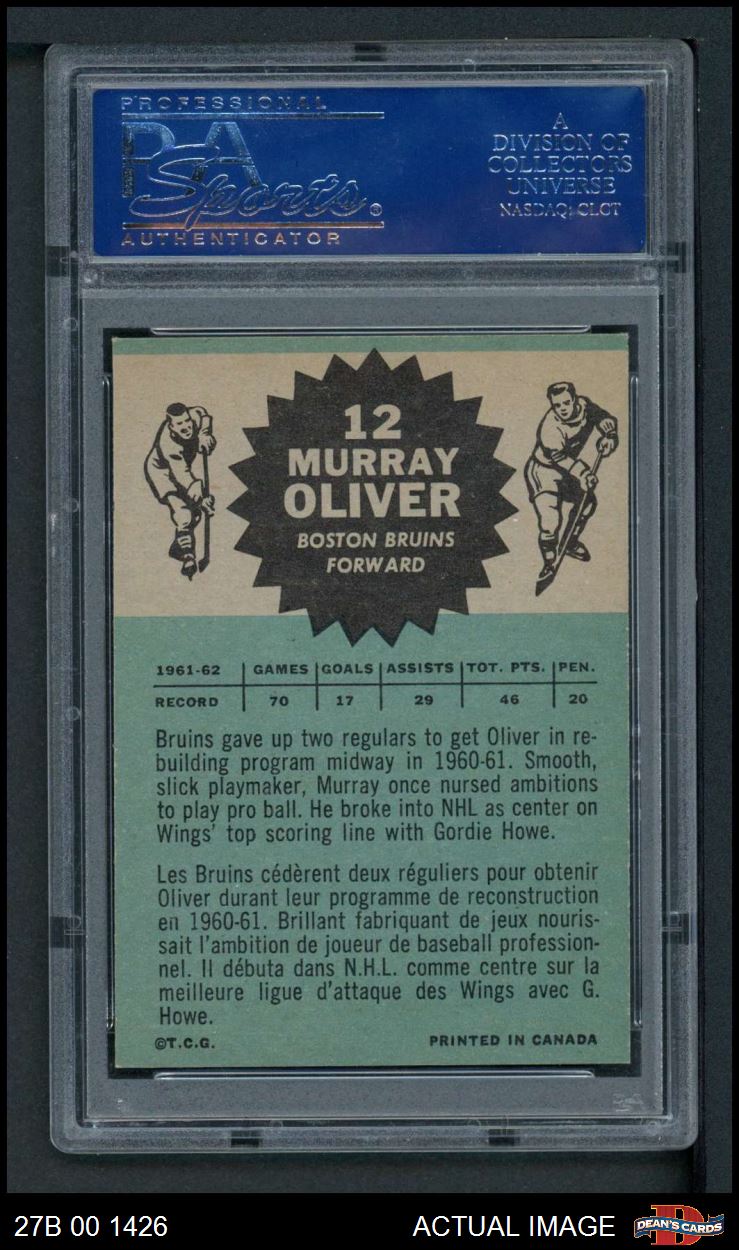 PROFESSIONAL
PSA
Sports®
AUTHENTICATOR
A
DIVISION OF
COLLECTORS
UNIVERSE
NASDAQ: CLCT
12
MURRAY
OLIVER
BOSTON BRUINS
FORWARD
1961-62 GAMES GOALS ASSISTS TOT. PTS. PEN.
RECORD 70 17 29 46 20
Bruins gave up two regulars to get Oliver in re-
building program midway in 1960-61. Smooth,
slick playmaker, Murray once nursed ambitions
to play pro ball. He broke into NHL as center on
Wings' top scoring line with Gordie Howe.
Les Bruins cédèrent deux réguliers pour obtenir
Oliver durant leur programme de reconstruction
en 1960-61. Brillant fabriquant de jeux nouris-
sait l'ambition de joueur de baseball profession-
nel. Il débuta dans N.H.L. comme centre sur la
meilleure ligue d'attaque des Wings avec G.
Howe.
©T.C.G. PRINTED IN CANADA
27B 00 1426 ACTUAL IMAGE DEAN'S CARDS